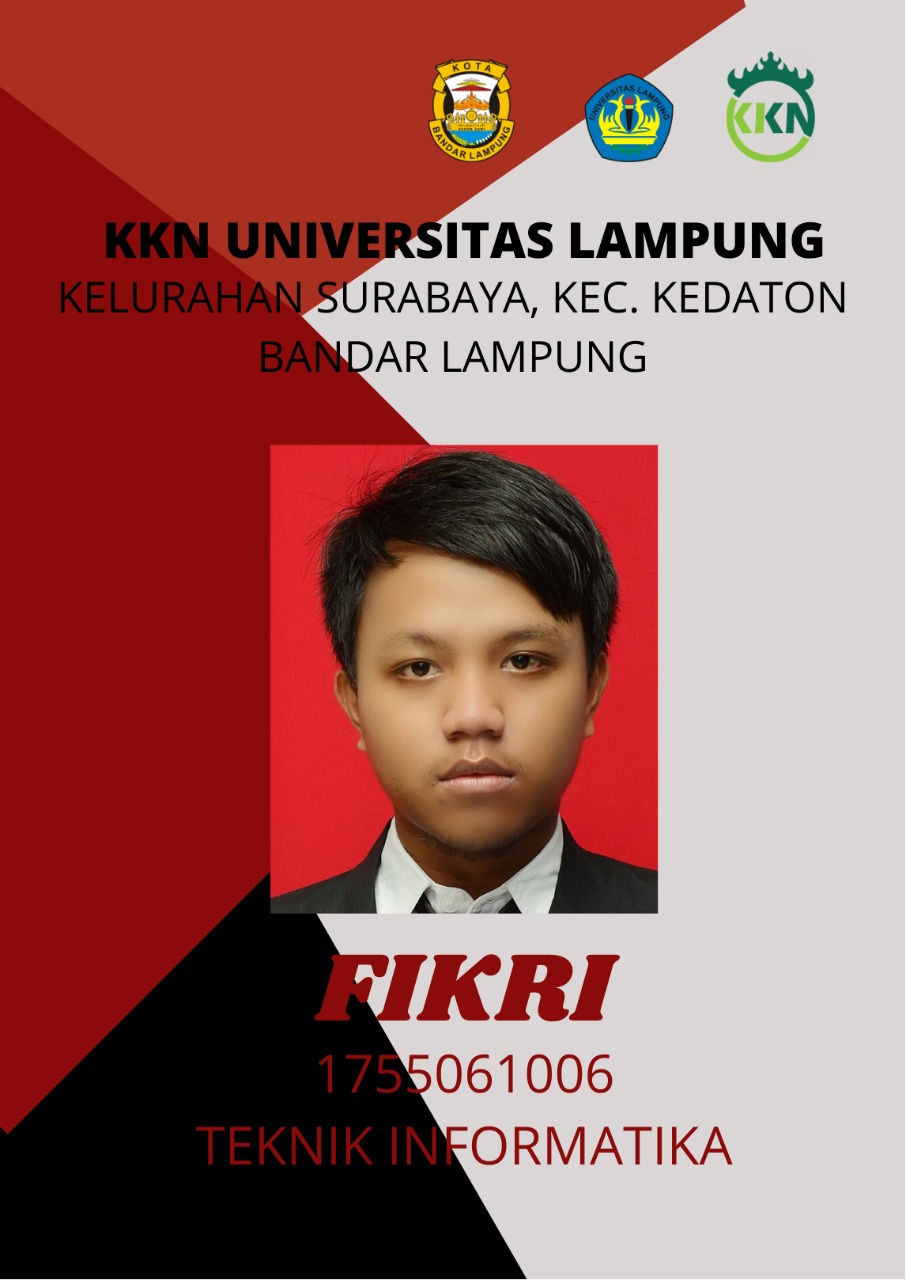 KOTA
BANDAR LAMPUNG
UNIVERSITAS LAMPUNG
KKN
KKN UNIVERSITAS LAMPUNG
KELURAHAN SURABAYA, KEC. KEDATON
BANDAR LAMPUNG
FIKRI
1755061006
TEKNIK INFORMATIKA